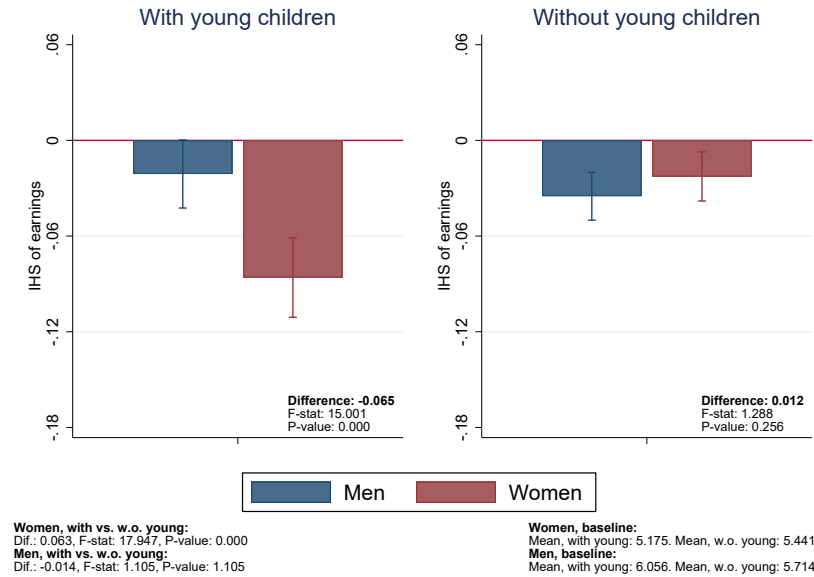 With young children
.06
0
-.06
-.12
-.18
IHS of earnings
Difference: -0.065
F-stat: 15.001
P-value: 0.000
Without young children
.06
0
-.06
-.12
-.18
IHS of earnings
Difference: 0.012
F-stat: 1.288
P-value: 0.256
Men
Women
Women, with vs. w.o. young:
Dif.: 0.063, F-stat: 17.947, P-value: 0.000
Men, with vs. w.o. young:
Dif.: -0.014, F-stat: 1.105, P-value: 1.105
Women, baseline:
Mean, with young: 5.175. Mean, w.o. young: 5.441
Men, baseline:
Mean, with young: 6.056. Mean, w.o. young: 5.714